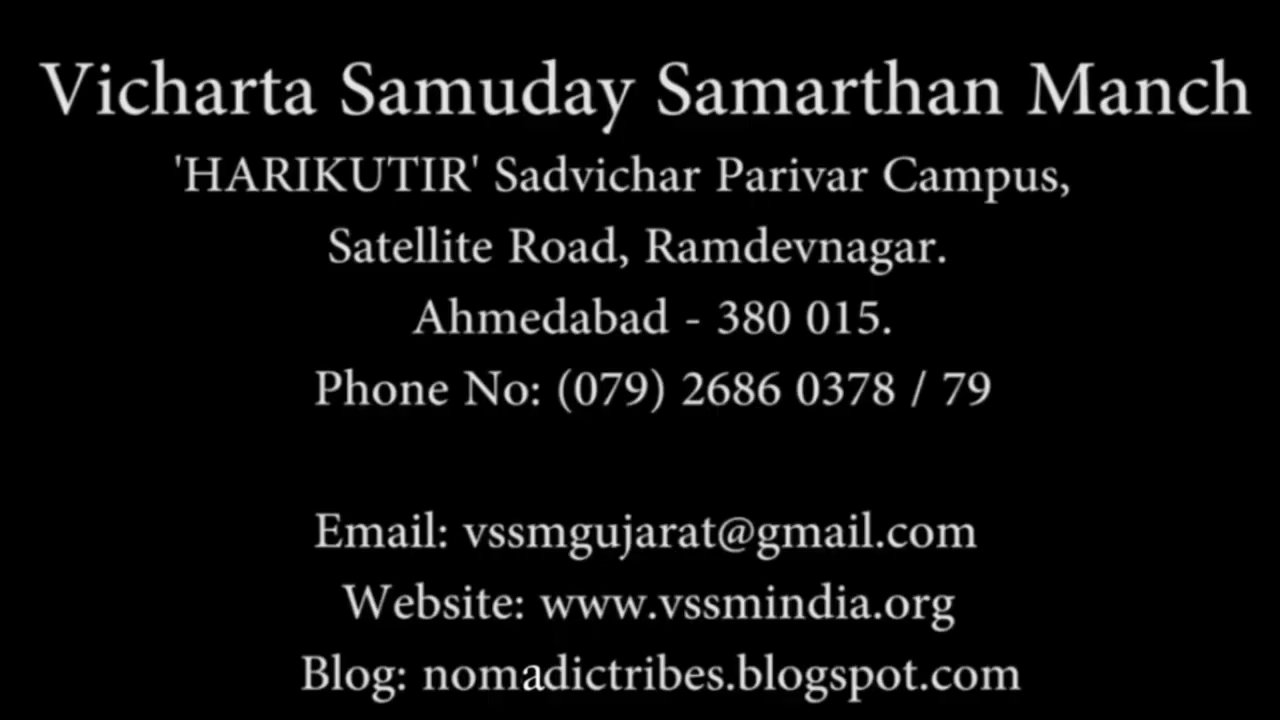 Vicharta Samuday Samarthan Manch
'HARIKUTIR' Sadvichar Parivar Campus,
Satellite Road, Ramdevnagar.
Ahmedabad - 380 015.
Phone No: (079) 2686 0378 / 79
Email: vssmgujarat@gmail.com
Website: www.vssmindia.org
Blog: nomadictribes.blogspot.com